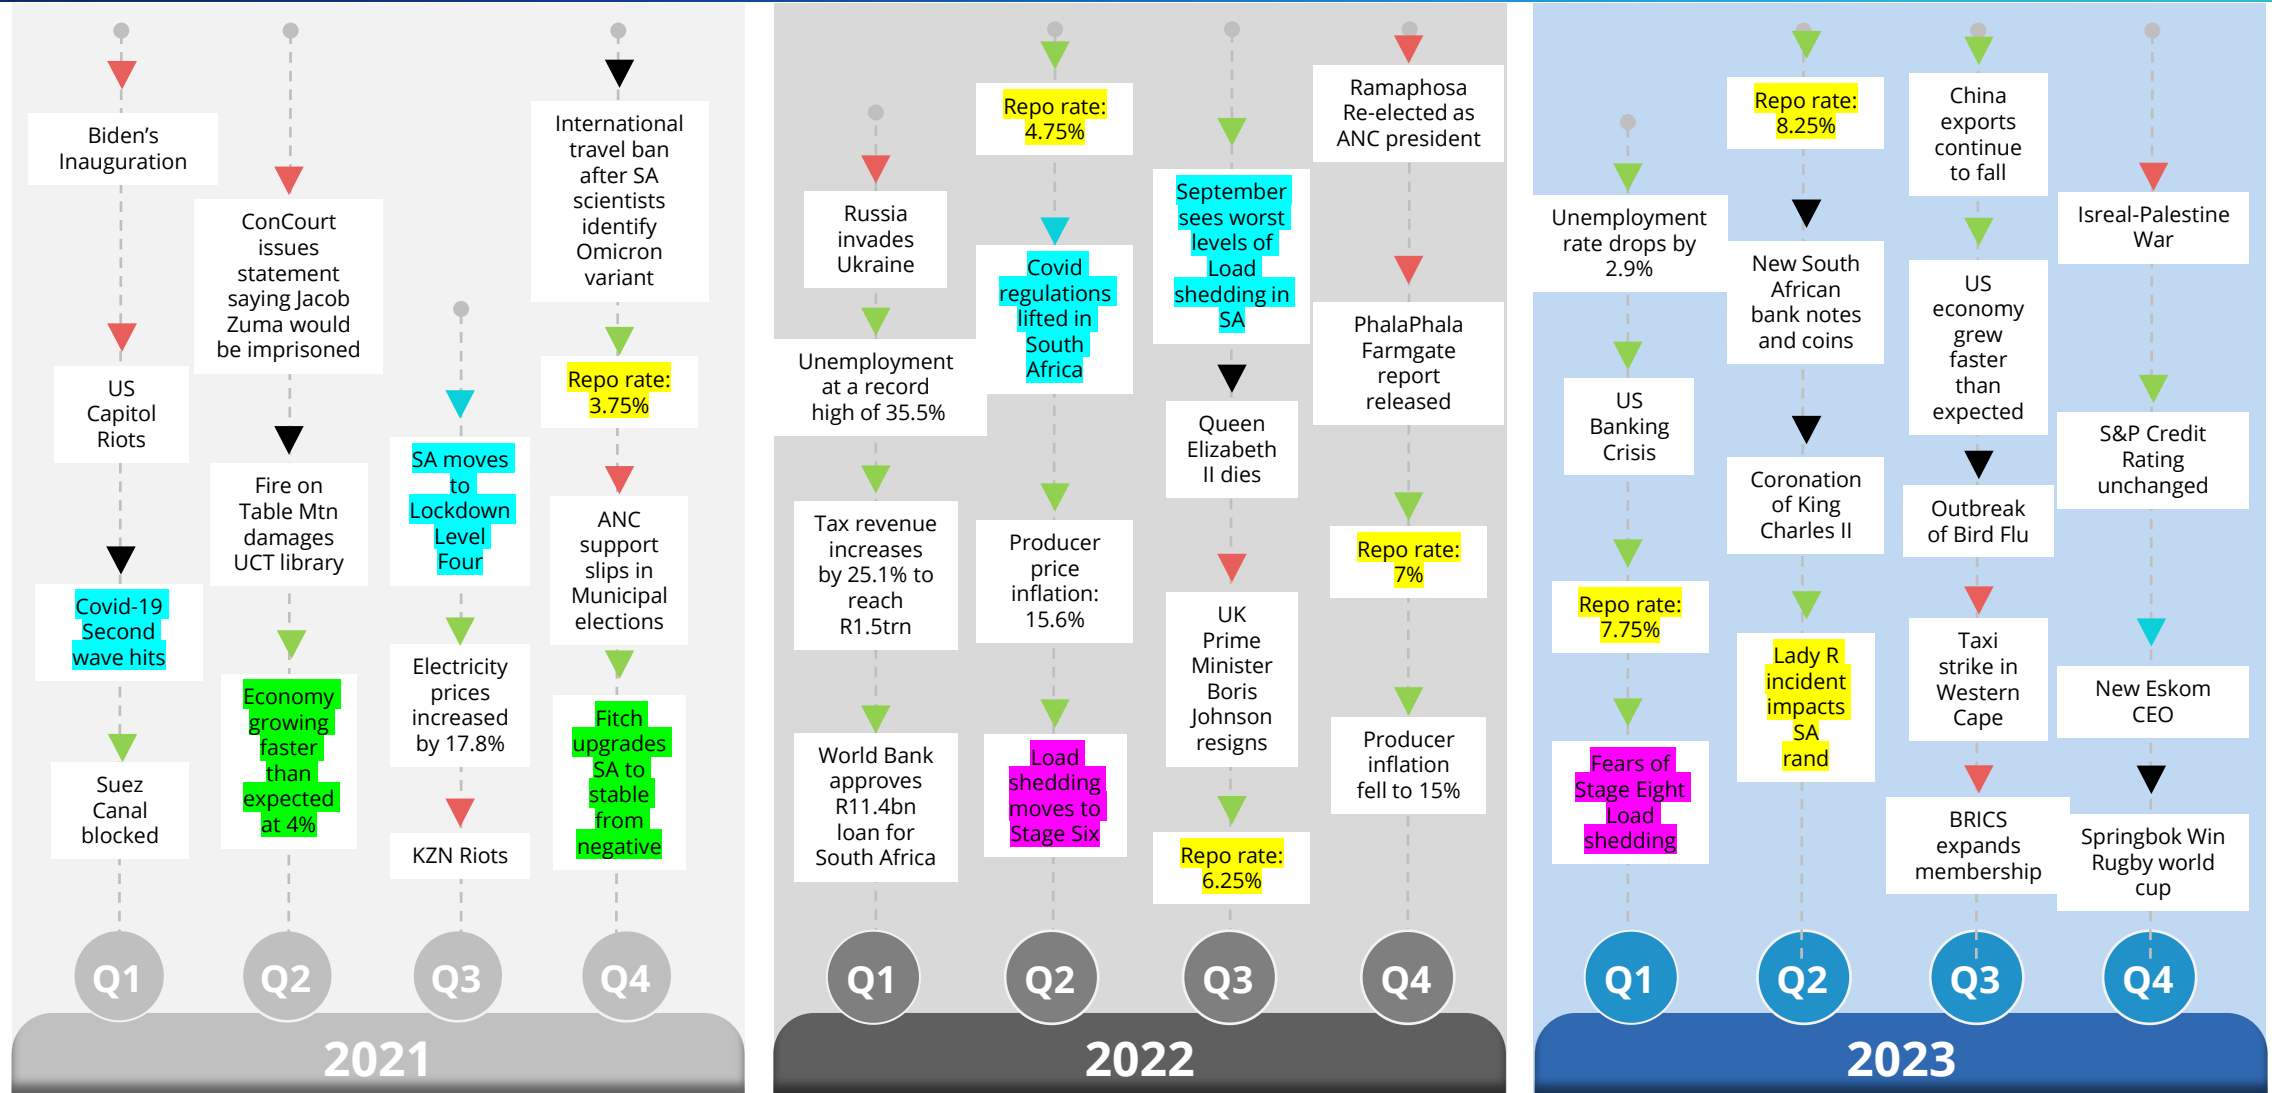 Biden's
Inauguration
US
Capitol
Riots
Covid-19
Second
wave hits
Suez
Canal
blocked
Q1
ConCourt
issues
statement
saying Jacob
Zuma would
be imprisoned
Fire on
Table Mtn
damages
UCT library
Economy
growing
faster
than
expected
at 4%
Q2
SA moves
to
Lockdown
Level
Four
Electricity
prices
increased
by 17.8%
KZN Riots
Q3
International
travel ban
after SA
scientists
identify
Omicron
variant
Repo rate:
3.75%
ANC
support
slips in
Municipal
elections
Fitch
upgrades
SA to
stable
from
negative
Q4
2021
Russia
invades
Ukraine
Unemployment
at a record
high of 35.5%
Tax revenue
increases
by 25.1% to
reach
R1.5trn
World Bank
approves
R11.4bn
loan for
South Africa
Q1
Repo rate:
4.75%
Covid
regulations
lifted in
South
Africa
Producer
price
inflation:
15.6%
Load
shedding
moves to
Stage Six
Q2
September
sees worst
levels of
Load
shedding in
SA
Queen
Elizabeth
II dies
UK
Prime
Minister
Boris
Johnson
resigns
Repo rate:
6.25%
Q3
Ramaphosa
Re-elected as
ANC president
PhalaPhala
Farmgate
report
released
Repo rate:
7%
Producer
inflation
fell to 15%
Q4
2022
Unemployment
rate drops by
2.9%
US
Banking
Crisis
Repo rate:
7.75%
Fears of
Stage Eight
Load
shedding
Q1
Repo rate:
8.25%
New South
African
bank notes
and coins
Coronation
of King
Charles II
Lady R
incident
impacts
SA
rand
Q2
China
exports
continue
to fall
US
economy
grew
faster
than
expected
Outbreak
of Bird Flu
Taxi
strike in
Western
Cape
BRICS
expands
membership
Q3
Isreal-Palestine
War
S&P Credit
Rating
unchanged
New Eskom
CEO
Springbok Win
Rugby world
cup
Q4
2023